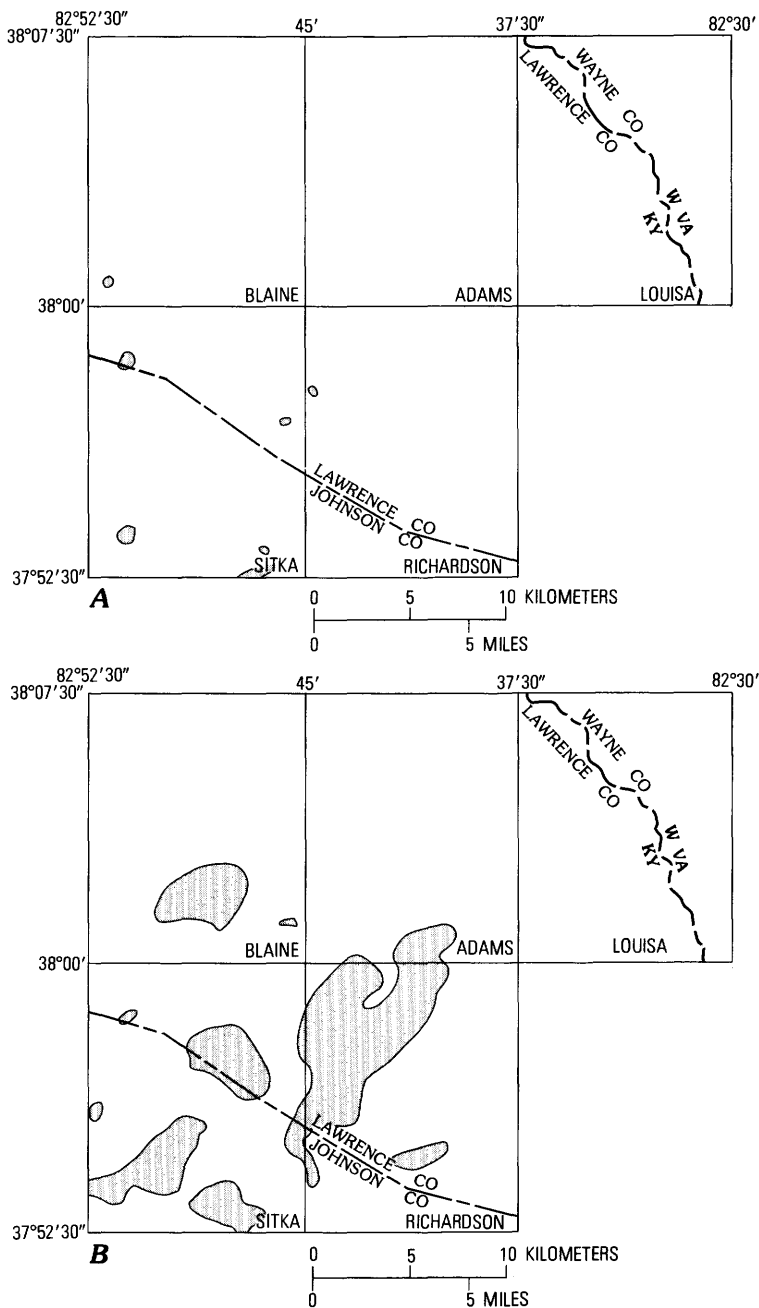 82°52′30″ 45′ 37′30″ 82°30′
38°07′30″
WAYNE CO
LAWRENCE CO
W VA
KY
BLAINE ADAMS LOUISA
38°00′
LAWRENCE CO
JOHNSON CO
SITKA RICHARDSON
37°52′30″
A
0 5 10 KILOMETERS
0 5 MILES
82°52′30″ 45′ 37′30″ 82°30′
38°07′30″
WAYNE CO
LAWRENCE CO
W VA
KY
BLAINE ADAMS LOUISA
38°00′
LAWRENCE CO
JOHNSON CO
SITKA RICHARDSON
37°52′30″
B
0 5 10 KILOMETERS
0 5 MILES